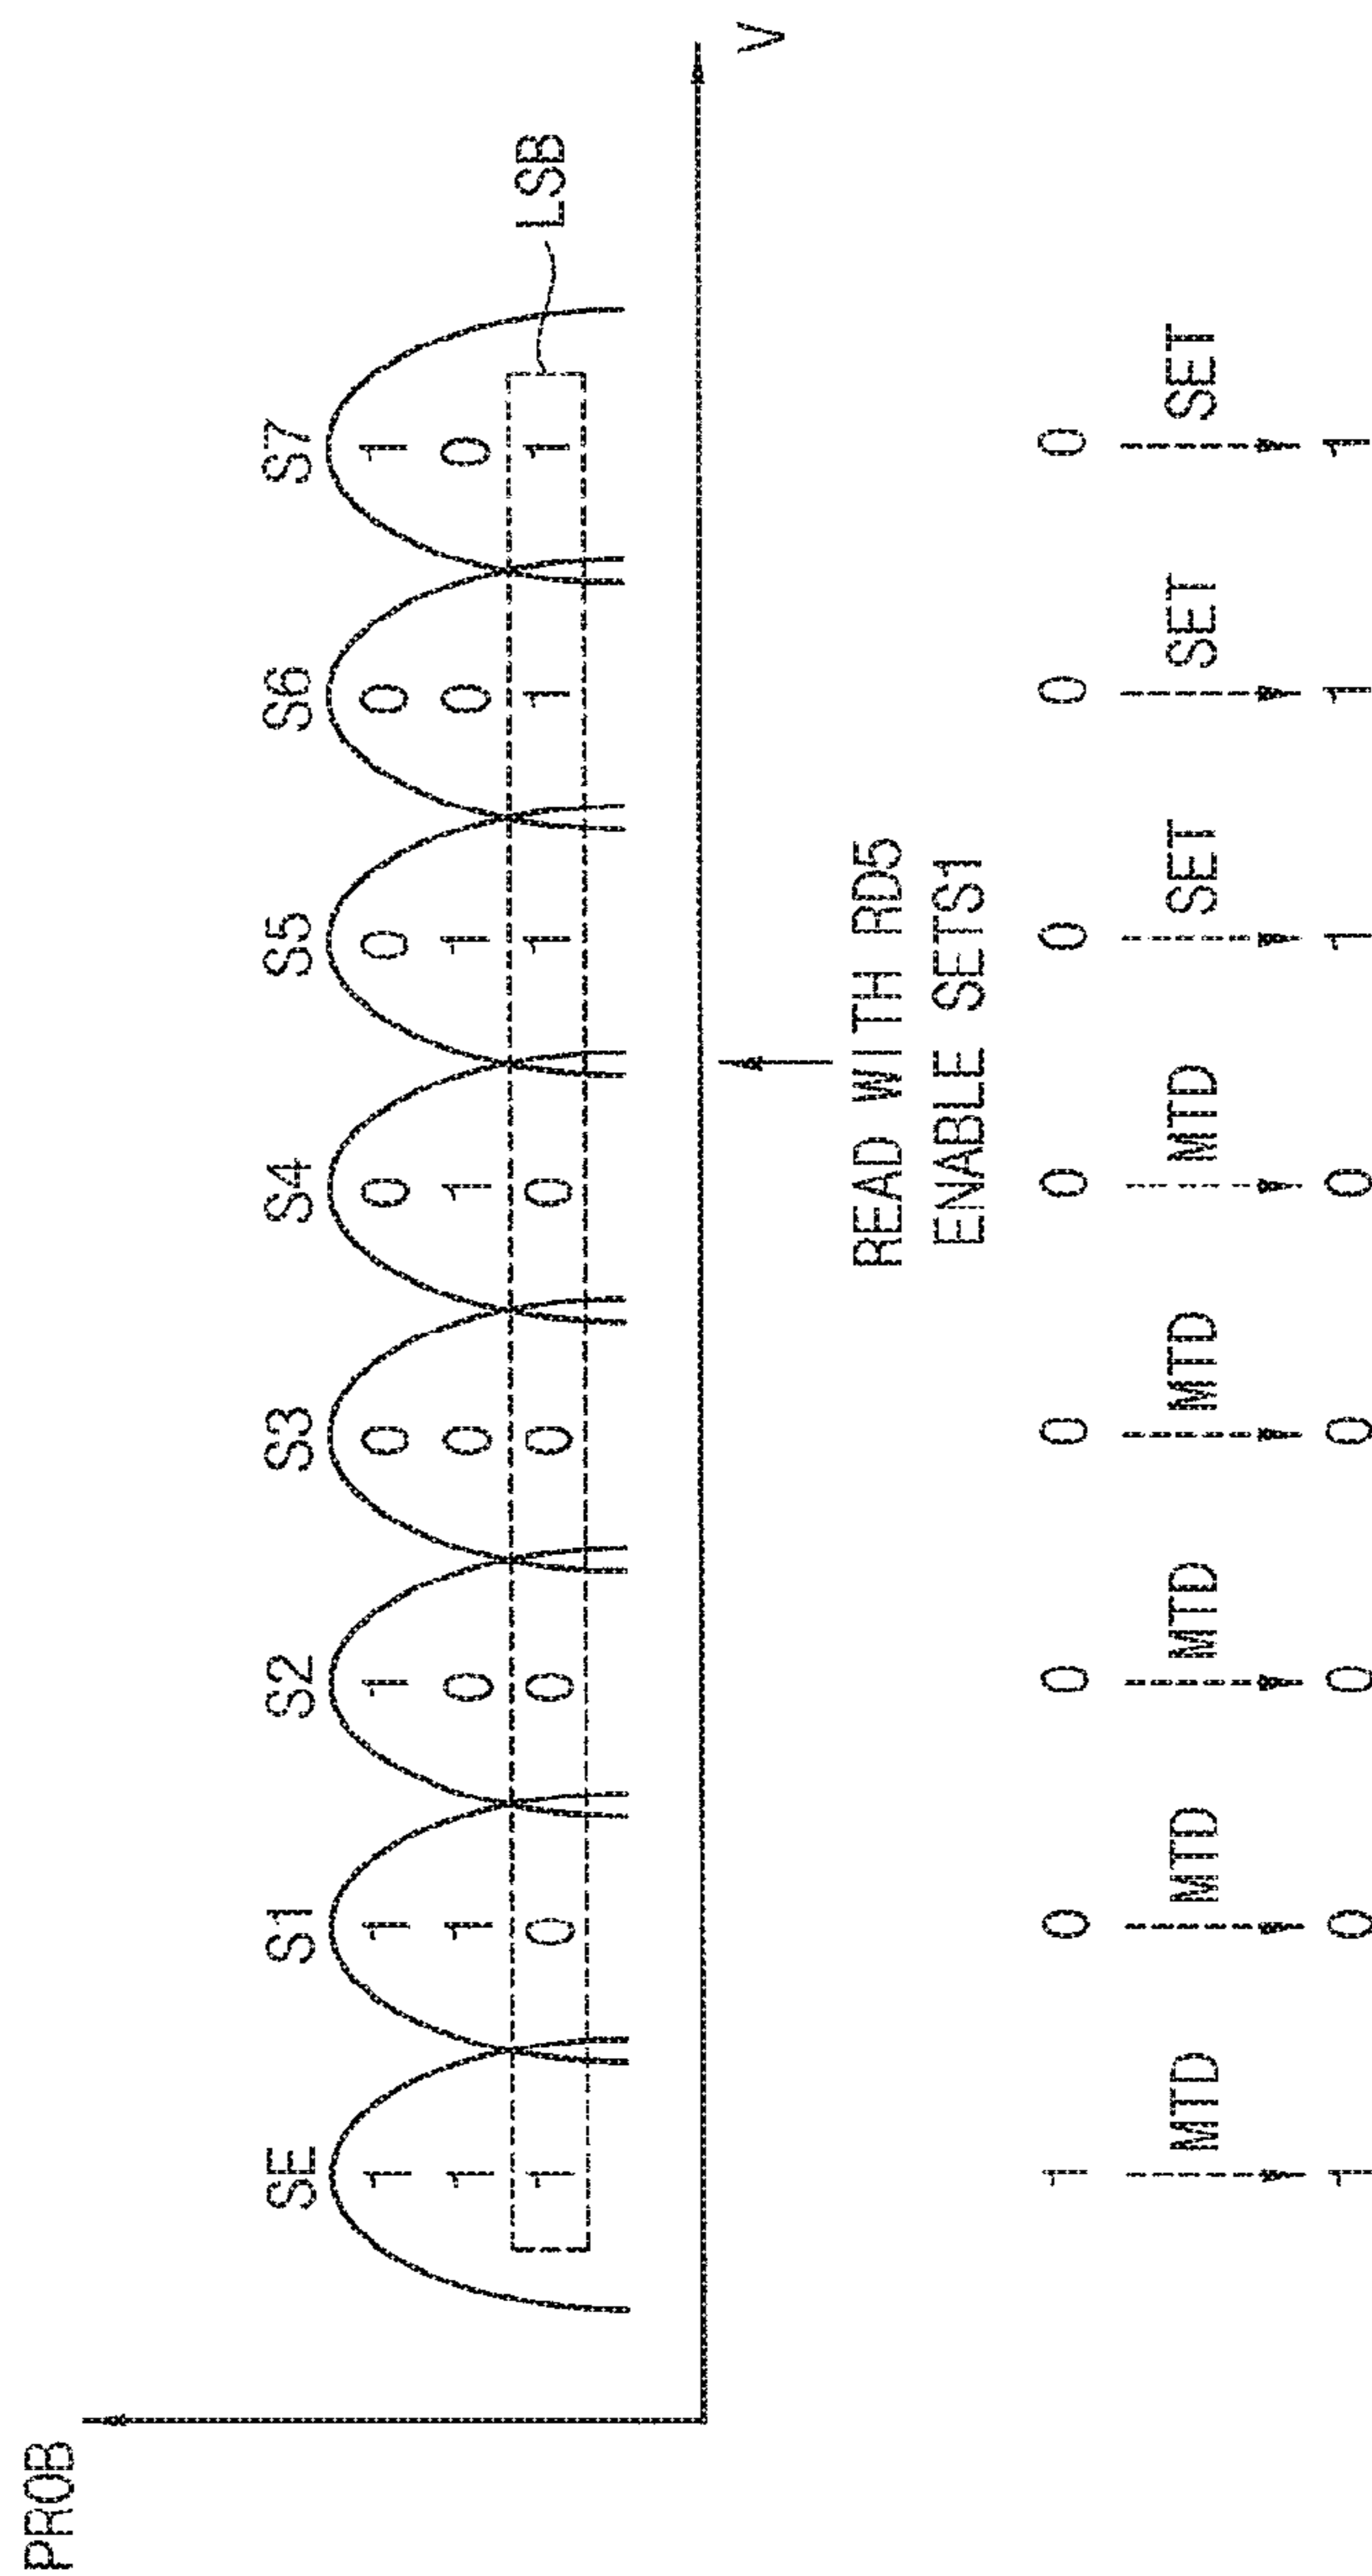 PROB
SE S1 S2 S3 S4 S5 S6 S7
1 1 1 0 0 0 0 1
1 1 0 0 1 1 0 0
1 0 0 0 0 1 1 1
LSB
V
READ WITH RD5
ENABLE SETS1
1 0 0 0 0 0 0 0
MTD MTD MTD MTD MTD SET SET SET
1 0 0 0 0 1 1 1